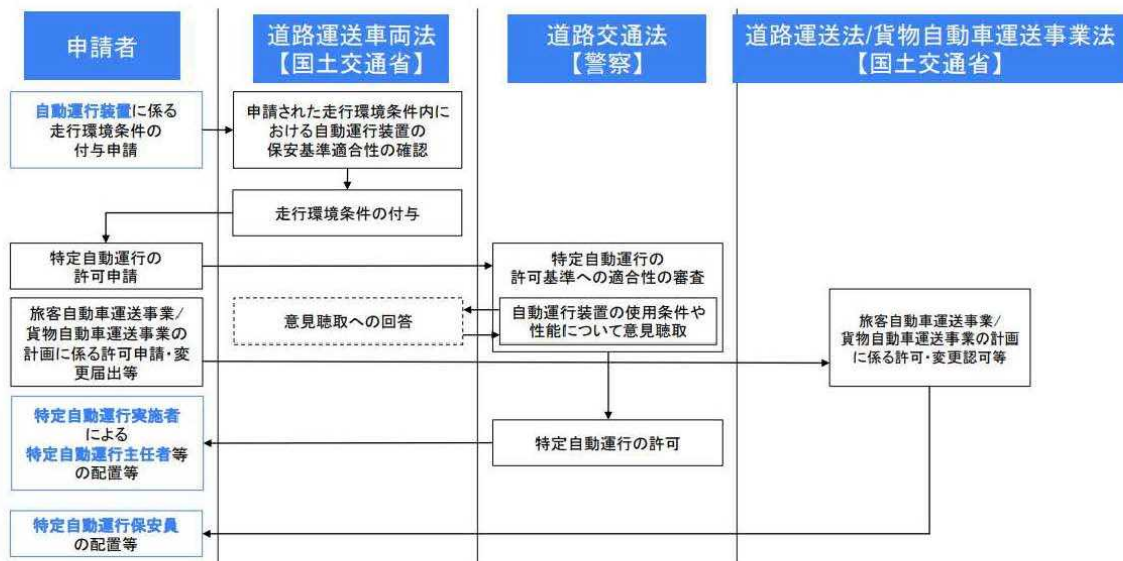 申請者
道路運送車両法
【国土交通省】
道路交通法
【警察】
道路運送法/貨物自動車運送事業法
【国土交通省】
自動運行装置に係る
走行環境条件の
付与申請
申請された走行環境条件内に
おける自動運行装置の
保安基準適合性の確認
走行環境条件の付与
特定自動運行の
許可申請
特定自動運行の
許可基準への適合性の審査
自動運行装置の使用条件や
性能について意見聴取
意見聴取への回答
旅客自動車運送事業/
貨物自動車運送事業の
計画に係る許可申請・変
更届出等
旅客自動車運送事業/
貨物自動車運送事業の計画
に係る許可・変更認可等
特定自動運行の許可
特定自動運行実施者
による
特定自動運行主任者等
の配置等
特定自動運行保安員
の配置等